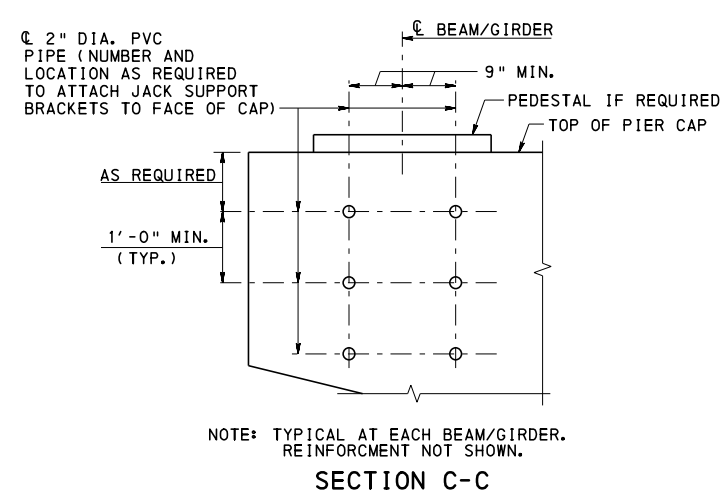 ℄ 2" DIA. PVC
PIPE (NUMBER AND
LOCATION AS REQUIRED
TO ATTACH JACK SUPPORT
BRACKETS TO FACE OF CAP)
℄ BEAM/GIRDER
9" MIN.
PEDESTAL IF REQUIRED
TOP OF PIER CAP
AS REQUIRED
1'-0" MIN.
(TYP.)
NOTE: TYPICAL AT EACH BEAM/GIRDER.
REINFORCMENT NOT SHOWN.
SECTION C-C